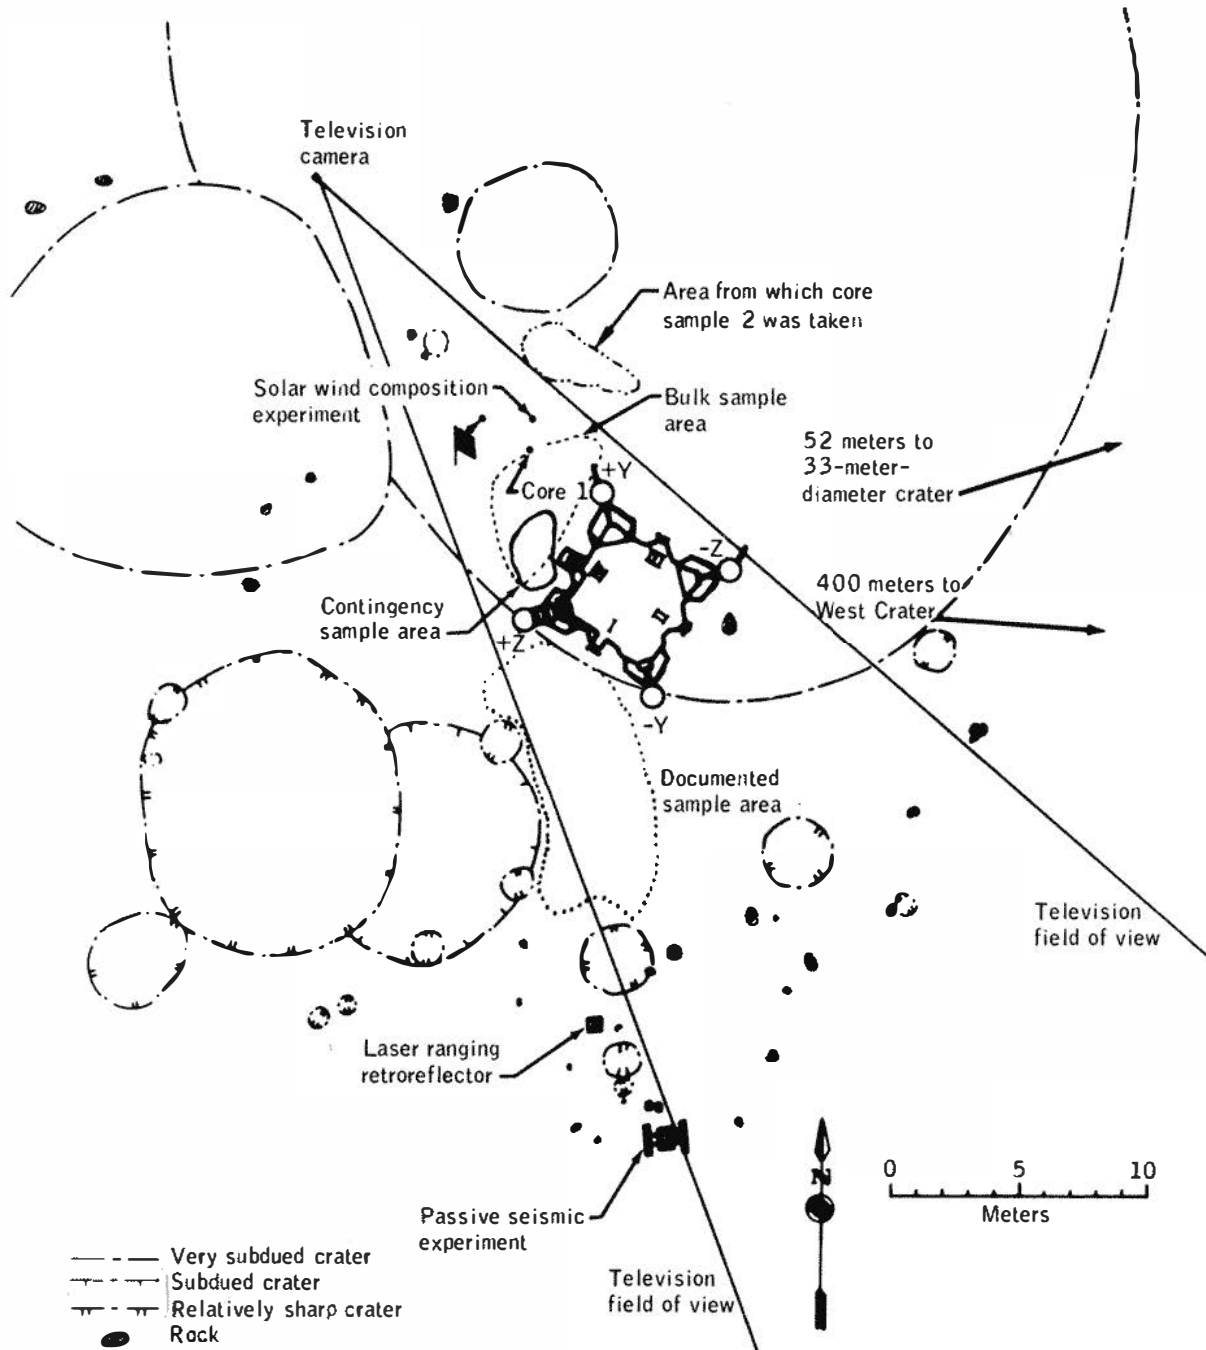 Television
camera
Area from which core
sample 2 was taken
Solar wind composition
experiment
Bulk sample
area
52 meters to
33-meter-
diameter crater
+Y
Core 1
-Z
400 meters to
West Crater
Contingency
sample area
+Z
I
-Y
Documented
sample area
Television
field of view
Laser ranging
retroreflector
N
0 5 10
Meters
Passive seismic
experiment
Television
field of view
Very subdued crater
Subdued crater
Relatively sharp crater
Rock